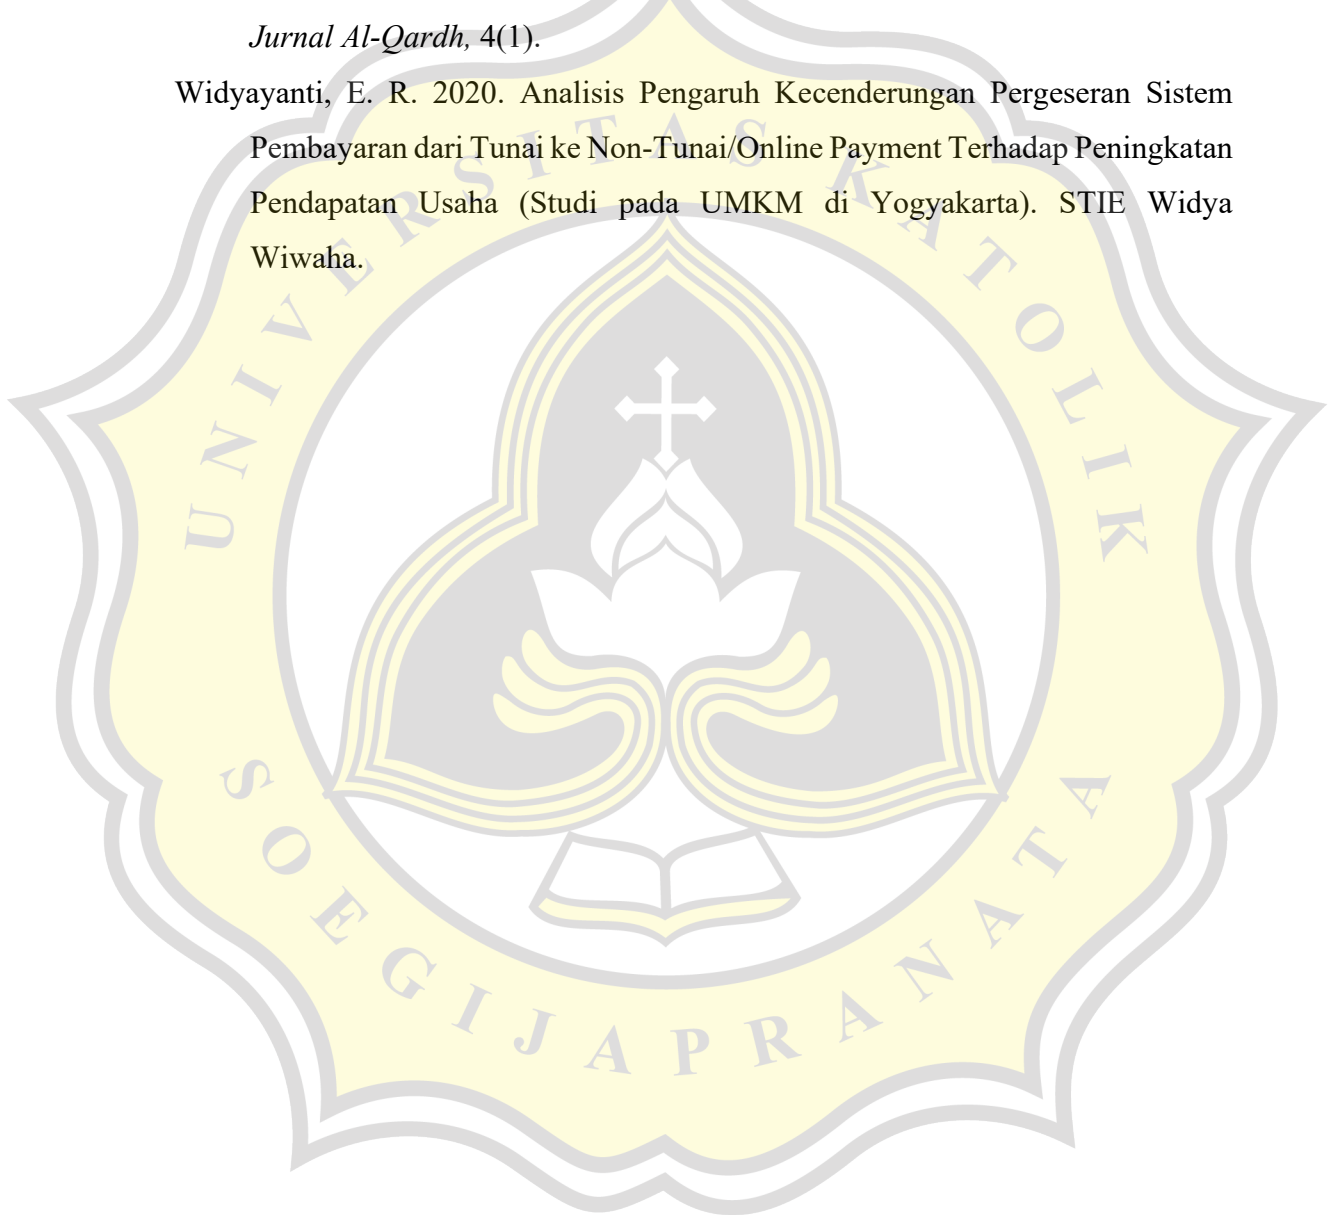 Jurnal Al-Qardh, 4(1).
Widyayanti, E. R. 2020. Analisis Pengaruh Kecenderungan Pergeseran Sistem
Pembayaran dari Tunai ke Non-Tunai/Online Payment Terhadap Peningkatan
Pendapatan Usaha (Studi pada UMKM di Yogyakarta). STIE Widya
Wiwaha.
UNIVERSITAS KATOLIK
SOEGIJAPRANATA